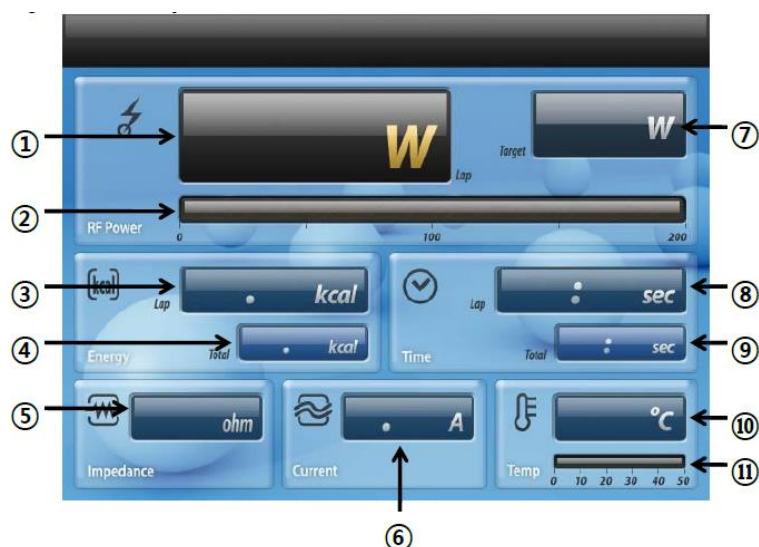 ① W Lap Target W ⑦
② RF Power 0 100 200
③ [kcal] Lap . kcal Lap : sec ⑧
④ Energy Total . kcal Time Total : sec ⑨
⑤ ohm . A °C ⑩
Impedance Current Temp 0 10 20 30 40 50 ⑪
⑥